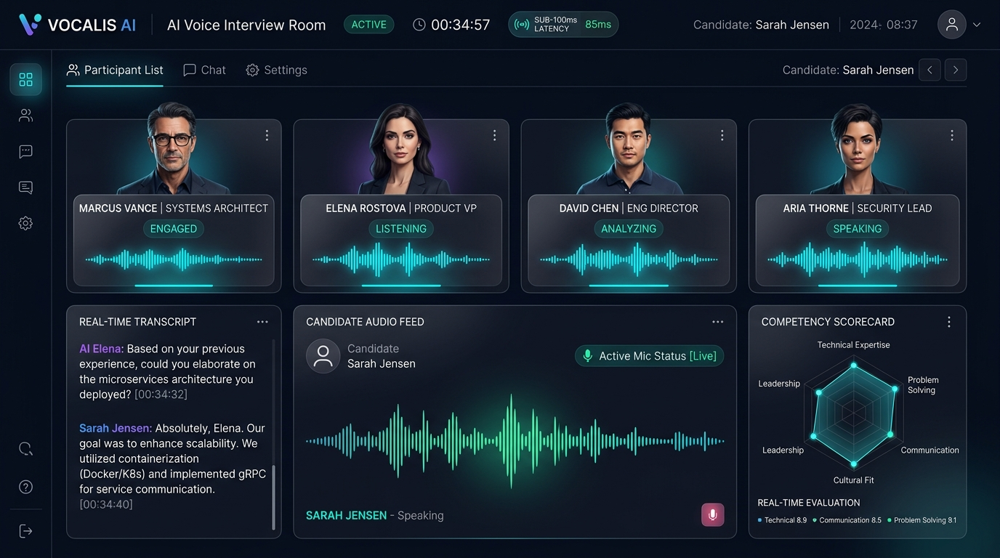 VOCALIS AI
AI Voice Interview Room
ACTIVE
00:34:57
SUB-100ms
LATENCY
85ms
Candidate: Sarah Jensen
2024: 08:37
Participant List
Chat
Settings
Candidate: Sarah Jensen
MARCUS VANCE | SYSTEMS ARCHITECT
ENGAGED
ELENA ROSTOVA | PRODUCT VP
LISTENING
DAVID CHEN | ENG DIRECTOR
ANALYZING
ARIA THORNE | SECURITY LEAD
SPEAKING
REAL-TIME TRANSCRIPT
AI Elena: Based on your previous
experience, could you elaborate on
the microservices architecture you
deployed? [00:34:32]
Sarah Jensen: Absolutely, Elena. Our
goal was to enhance scalability. We
utilized containerization
(Docker/K8s) and implemented gRPC
for service communication.
[00:34:40]
CANDIDATE AUDIO FEED
Candidate
Sarah Jensen
Active Mic Status [Live]
SARAH JENSEN - Speaking
COMPETENCY SCORECARD
Technical Expertise
Leadership
Problem
Solving
Leadership
Communication
Cultural Fit
REAL-TIME EVALUATION
Technical 8.9
Communication 8.5
Problem Solving 8.1